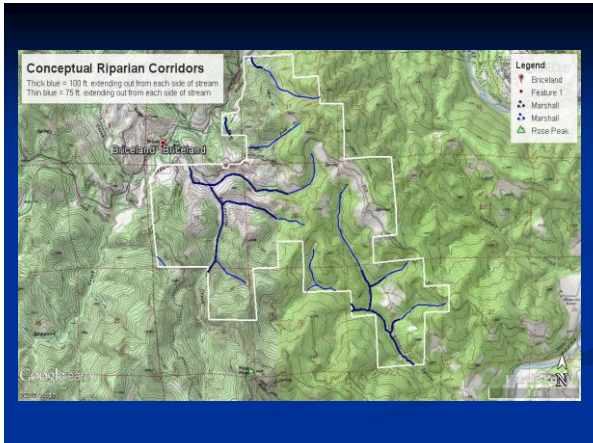 Conceptual Riparian Corridors
Thick blue = 100 ft. extending out from each side of stream
Thin blue = 75 ft. extending out from each side of stream
Legend
Briceland
Feature 1
Marshall
Marshall
Rose Peak
Briceland Briceland
Google earth
N